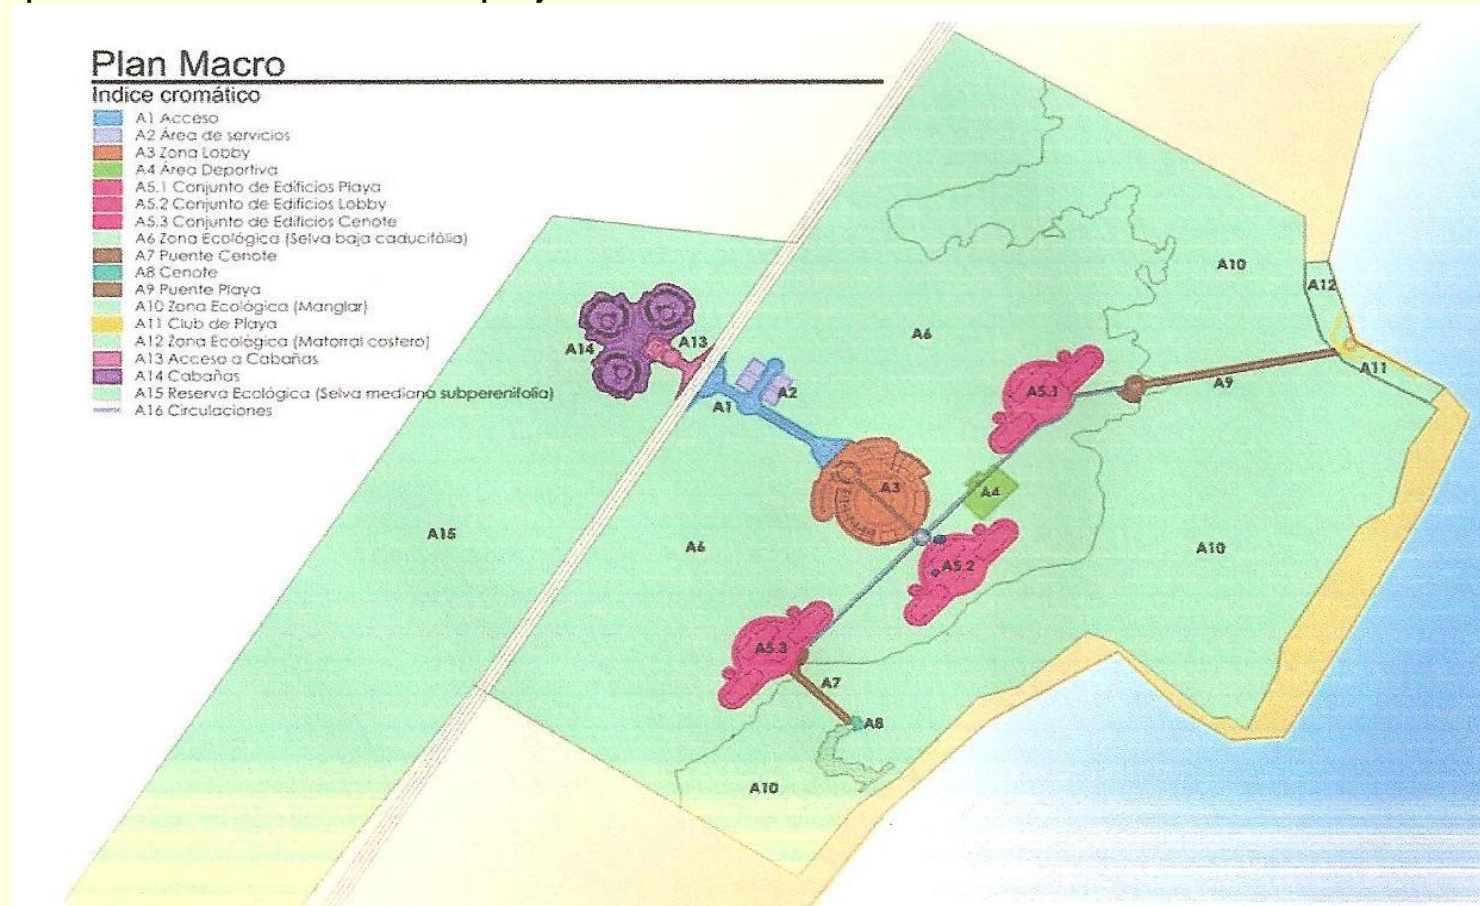 Plan Macro
Indice cromático
A1 Acceso
A2 Área de servicios
A3 Zona Lobby
A4 Área Deportiva
A5.1 Conjunto de Edificios Playa
A5.2 Conjunto de Edificios Lobby
A5.3 Conjunto de Edificios Cenote
A6 Zona Ecológica (Selva baja caducifólia)
A7 Puente Cenote
A8 Cenote
A9 Puente Playa
A10 Zona Ecológica (Manglar)
A11 Club de Playa
A12 Zona Ecológica (Matorral costero)
A13 Acceso a Cabañas
A14 Cabañas
A15 Reserva Ecológica (Selva mediana subperenifolia)
A16 Circulaciones
A10
A12
A6
A13
A14
A11
A9
A2
A5.1
A1
A3
A4
A15
A6
A10
A5.2
A5.3
A7
A8
A10